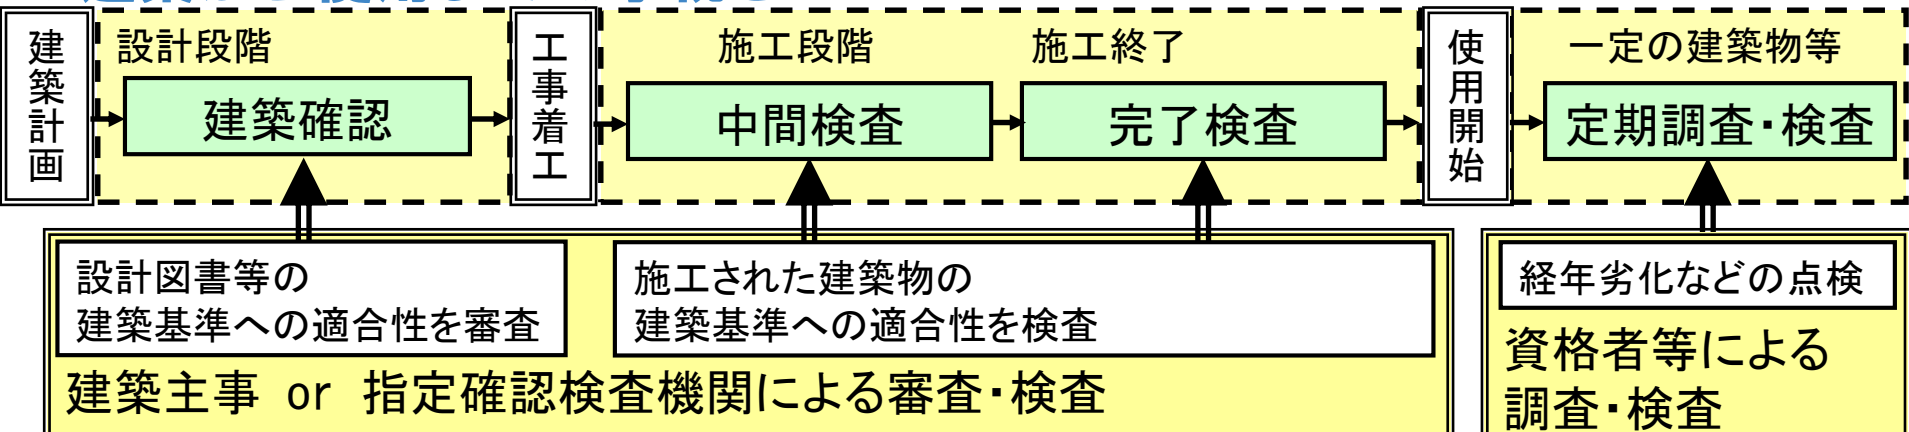 建築計画
設計段階
建築確認
工事着工
施工段階
中間検査
施工終了
完了検査
使用開始
一定の建築物等
定期調査・検査
設計図書等の
建築基準への適合性を審査
施工された建築物の
建築基準への適合性を検査
建築主事 or 指定確認検査機関による審査・検査
経年劣化などの点検
資格者等による
調査・検査